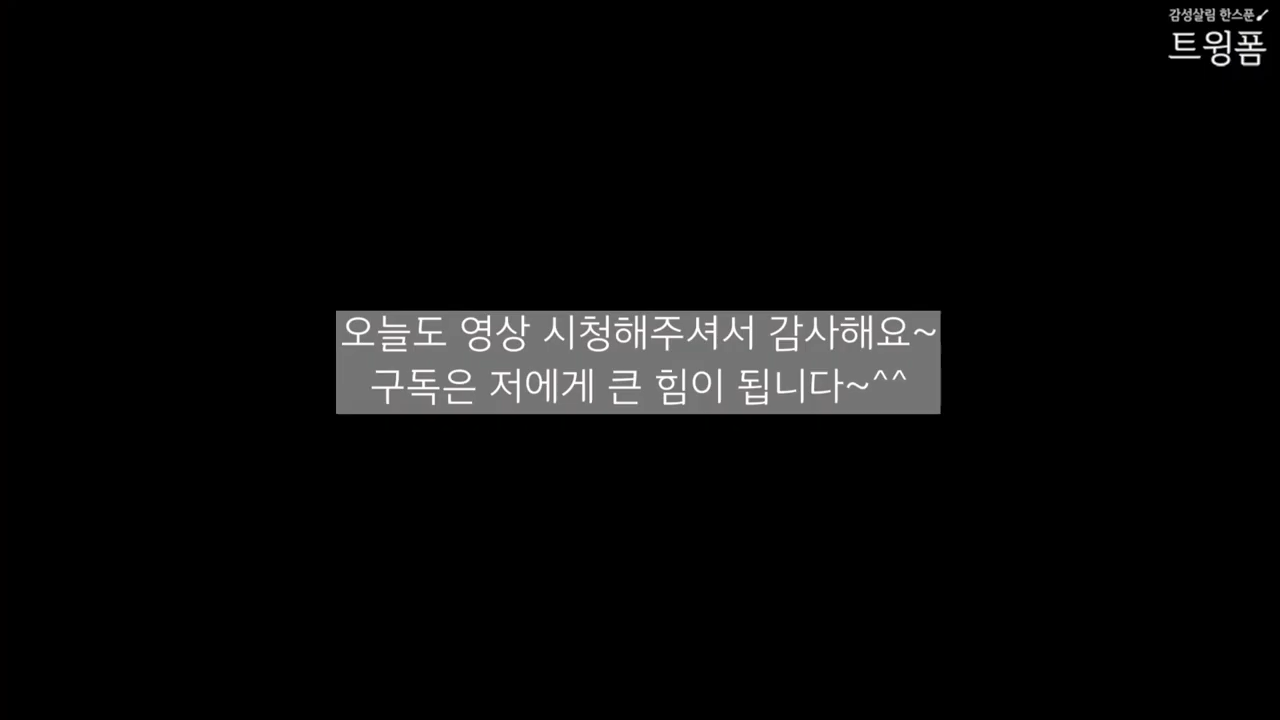 감성살림 한스푼
트윙폼
오늘도 영상 시청해주셔서 감사해요~
구독은 저에게 큰 힘이 됩니다~^^